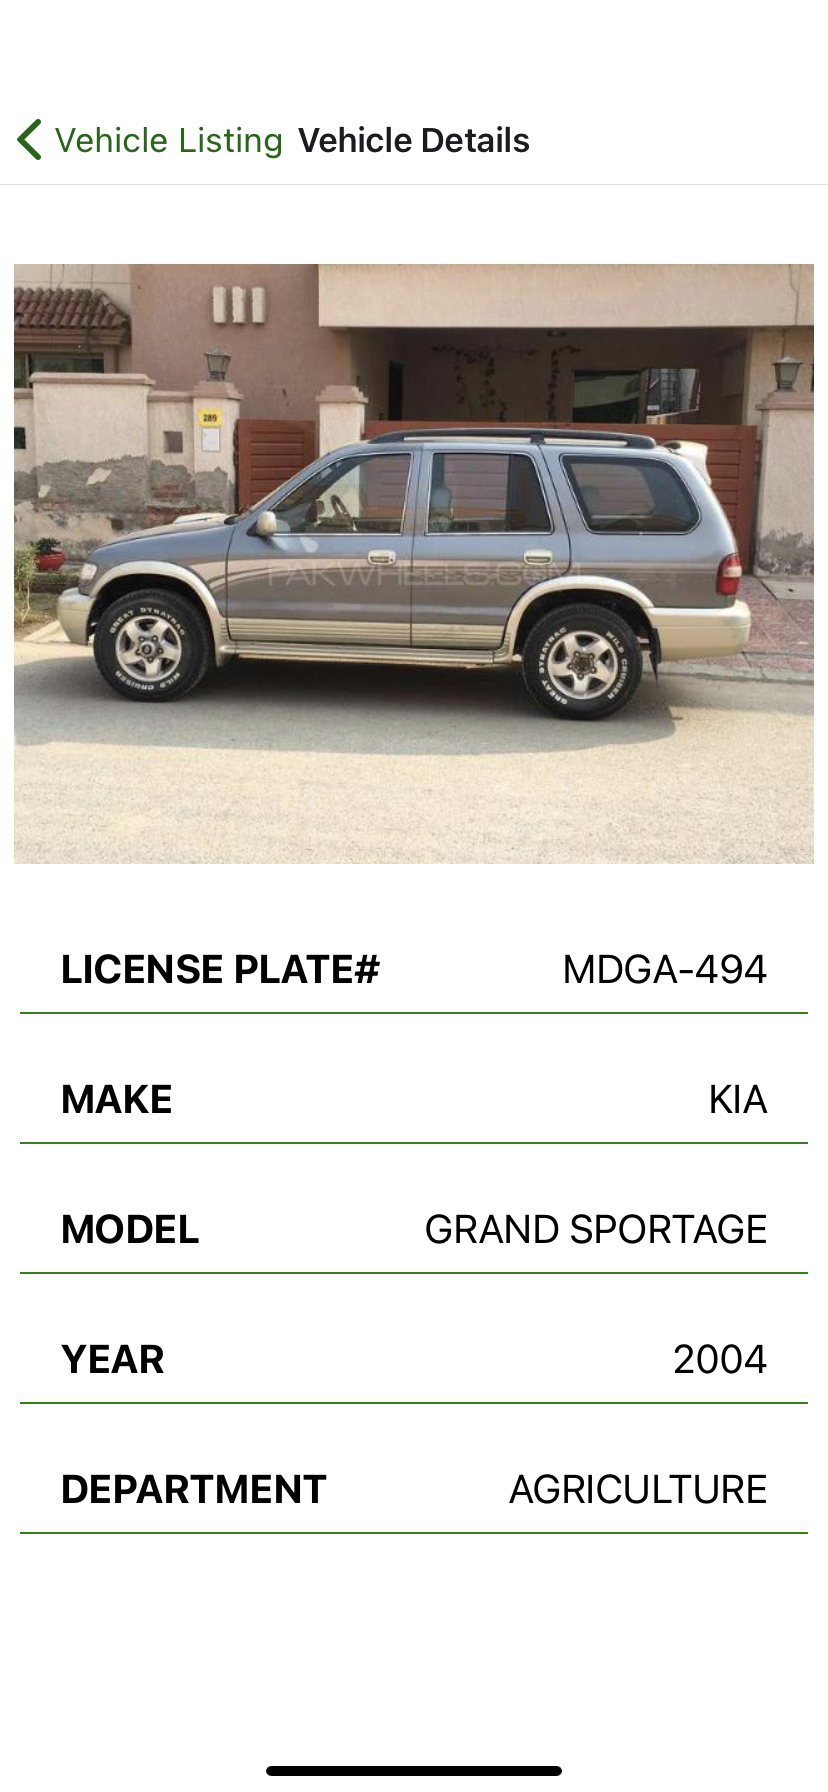 Vehicle Listing Vehicle Details
289
PAKWHEELS.COM
GREAT DYNATRAC
WILD CRUISER
WILD CRUISER
GREAT DYNATRAC
LICENSE PLATE# MDGA-494
MAKE KIA
MODEL GRAND SPORTAGE
YEAR 2004
DEPARTMENT AGRICULTURE